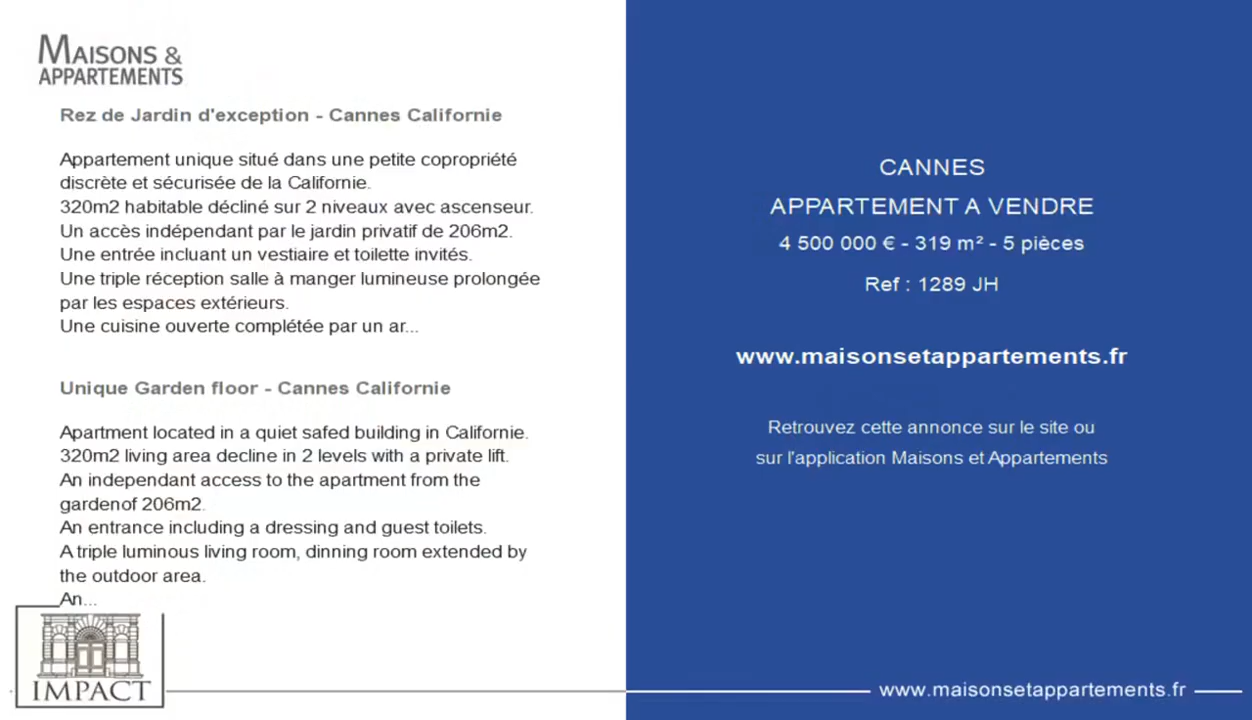 MAISONS &
APPARTEMENTS
Rez de Jardin d'exception - Cannes Californie
Appartement unique situé dans une petite copropriété
discrète et sécurisée de la Californie.
320m2 habitable décliné sur 2 niveaux avec ascenseur.
Un accès indépendant par le jardin privatif de 206m2.
Une entrée incluant un vestiaire et toilette invités.
Une triple réception salle à manger lumineuse prolongée
par les espaces extérieurs.
Une cuisine ouverte complétée par un ar...
Unique Garden floor - Cannes Californie
Apartment located in a quiet safed building in Californie.
320m2 living area decline in 2 levels with a private lift.
An independant access to the apartment from the
gardenof 206m2.
An entrance including a dressing and guest toilets.
A triple luminous living room, dinning room extended by
the outdoor area.
An...
IMPACT
CANNES
APPARTEMENT A VENDRE
4 500 000 € - 319 m² - 5 pièces
Ref : 1289 JH
www.maisonsetappartements.fr
Retrouvez cette annonce sur le site ou
sur l'application Maisons et Appartements
www.maisonsetappartements.fr